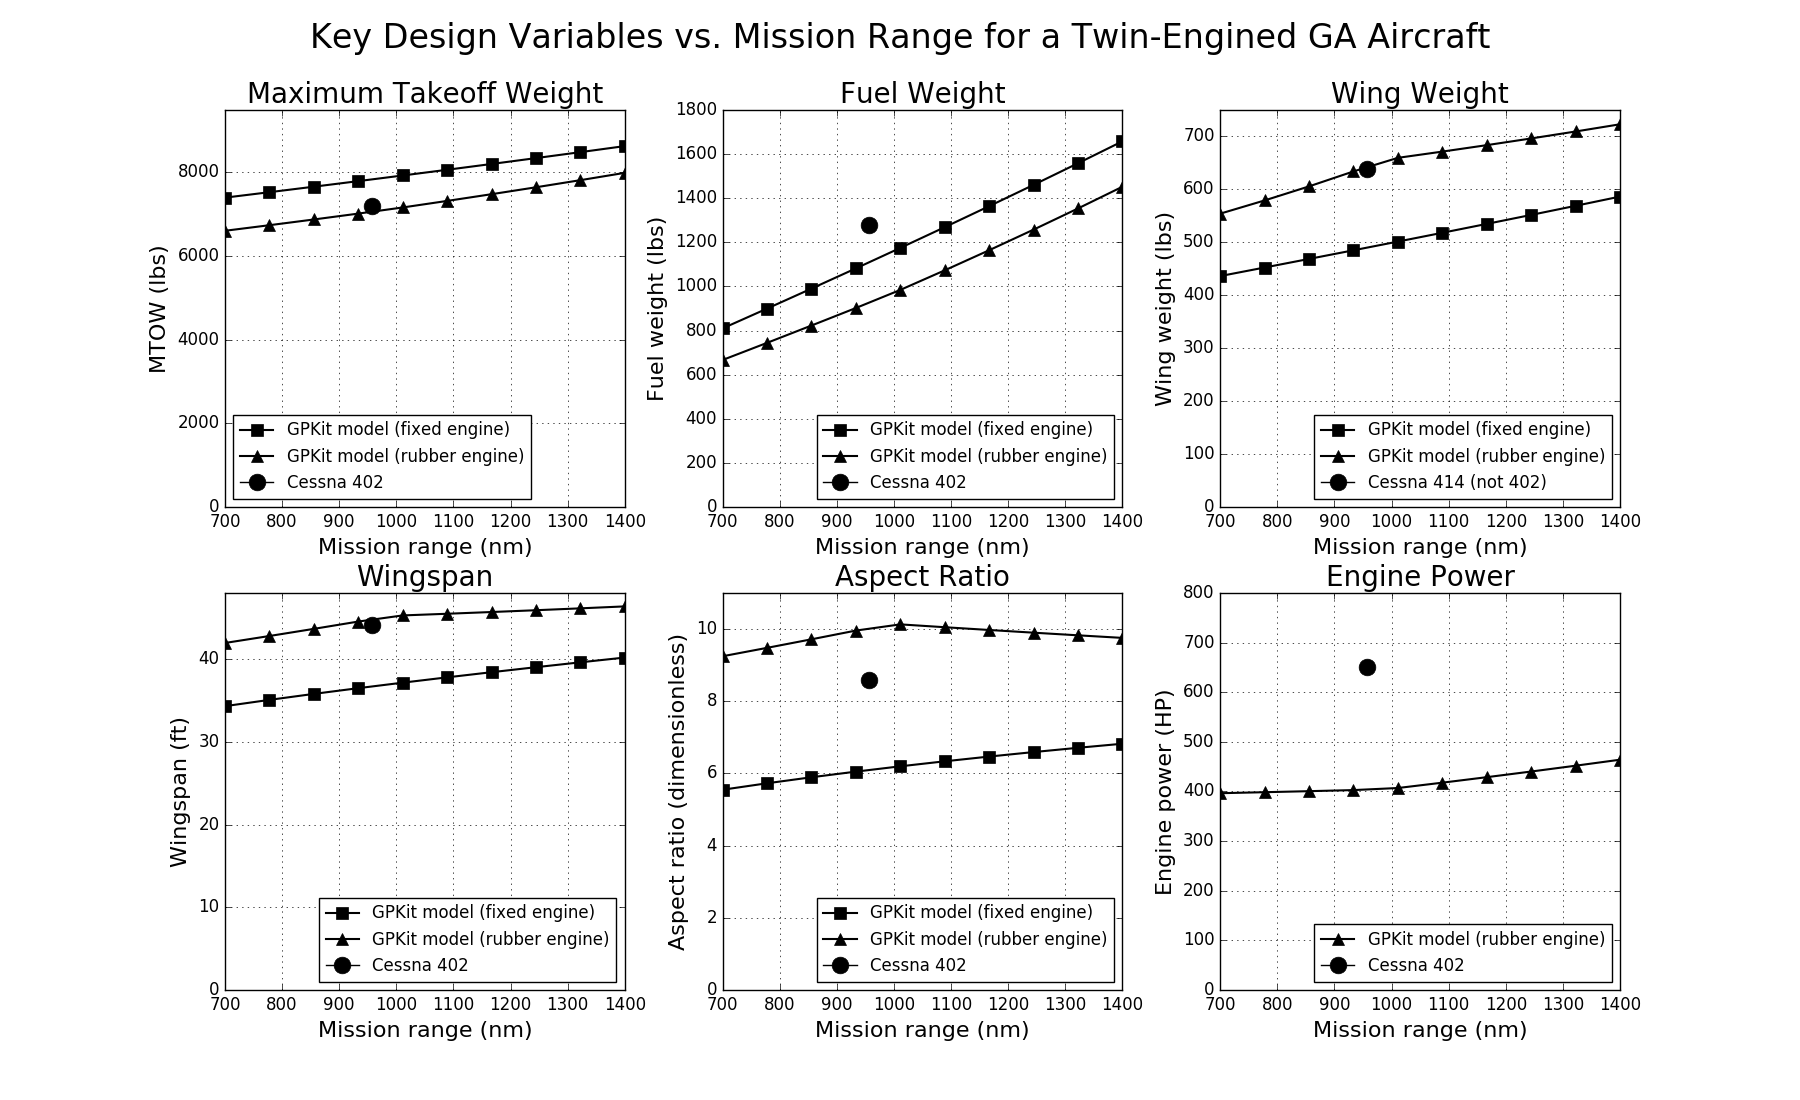 Key Design Variables vs. Mission Range for a Twin-Engined GA Aircraft
Maximum Takeoff Weight
MTOW (lbs)
8000
6000
4000
2000
0
GPKit model (fixed engine)
GPKit model (rubber engine)
Cessna 402
700 800 900 1000 1100 1200 1300 1400
Mission range (nm)
Fuel Weight
Fuel weight (lbs)
1800
1600
1400
1200
1000
800
600
400
200
0
GPKit model (fixed engine)
GPKit model (rubber engine)
Cessna 402
700 800 900 1000 1100 1200 1300 1400
Mission range (nm)
Wing Weight
Wing weight (lbs)
700
600
500
400
300
200
100
0
GPKit model (fixed engine)
GPKit model (rubber engine)
Cessna 414 (not 402)
700 800 900 1000 1100 1200 1300 1400
Mission range (nm)
Wingspan
Wingspan (ft)
40
30
20
10
0
GPKit model (fixed engine)
GPKit model (rubber engine)
Cessna 402
700 800 900 1000 1100 1200 1300 1400
Mission range (nm)
Aspect Ratio
Aspect ratio (dimensionless)
10
8
6
4
2
0
GPKit model (fixed engine)
GPKit model (rubber engine)
Cessna 402
700 800 900 1000 1100 1200 1300 1400
Mission range (nm)
Engine Power
Engine power (HP)
800
700
600
500
400
300
200
100
0
GPKit model (rubber engine)
Cessna 402
700 800 900 1000 1100 1200 1300 1400
Mission range (nm)